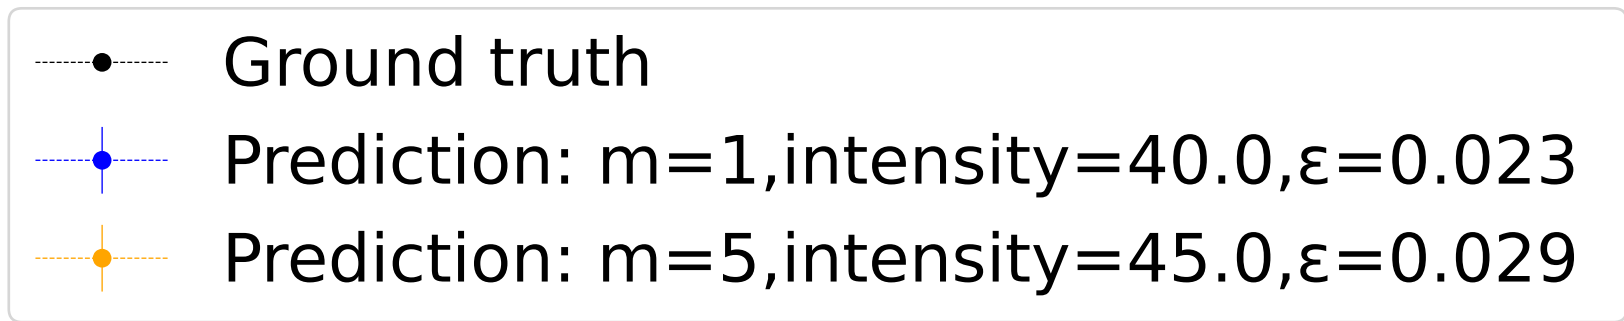 Ground truth
Prediction: m=1,intensity=40.0,ε=0.023
Prediction: m=5,intensity=45.0,ε=0.029